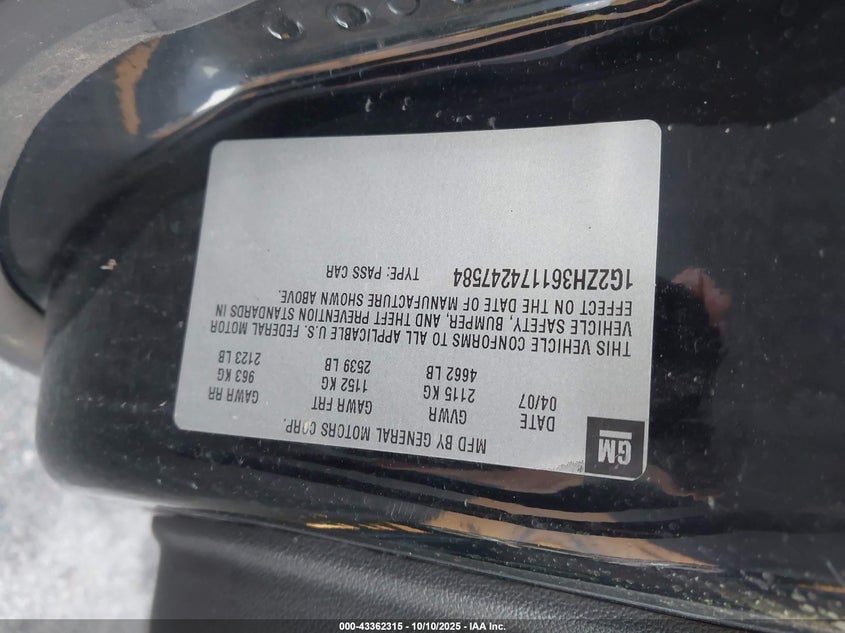 GM
MFD BY GENERAL MOTORS CORP.
DATE GVWR GAWR FRT GAWR RR
04/07 2115 KG 1152 KG 963 KG
4662 LB 2539 LB 2123 LB
THIS VEHICLE CONFORMS TO ALL APPLICABLE U.S. FEDERAL MOTOR
VEHICLE SAFETY, BUMPER, AND THEFT PREVENTION STANDARDS IN
EFFECT ON THE DATE OF MANUFACTURE SHOWN ABOVE.
1G2ZH361174247584 TYPE: PASS CAR
000-43362315 - 10/10/2025 - IAA Inc.